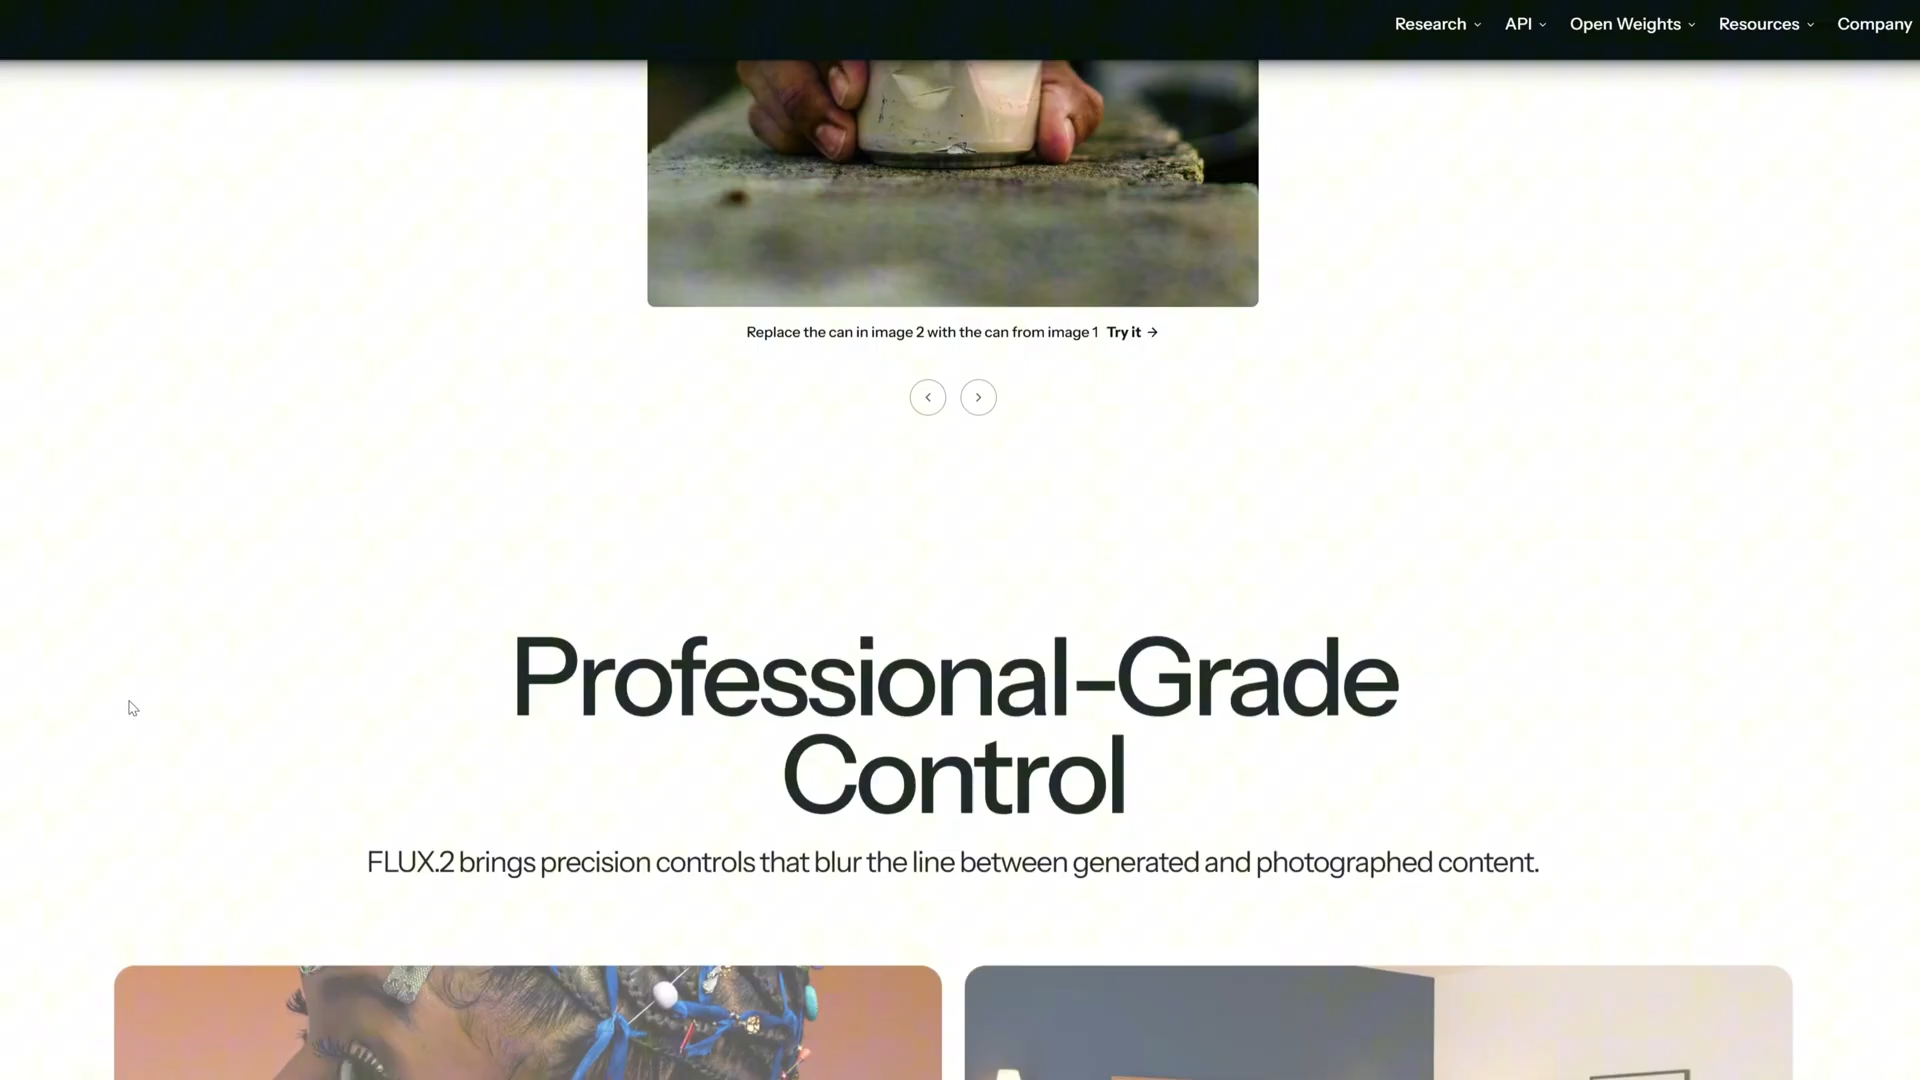 Research API Open Weights Resources Company
Replace the can in image 2 with the can from image 1 Try it →
Professional-Grade
Control
FLUX.2 brings precision controls that blur the line between generated and photographed content.